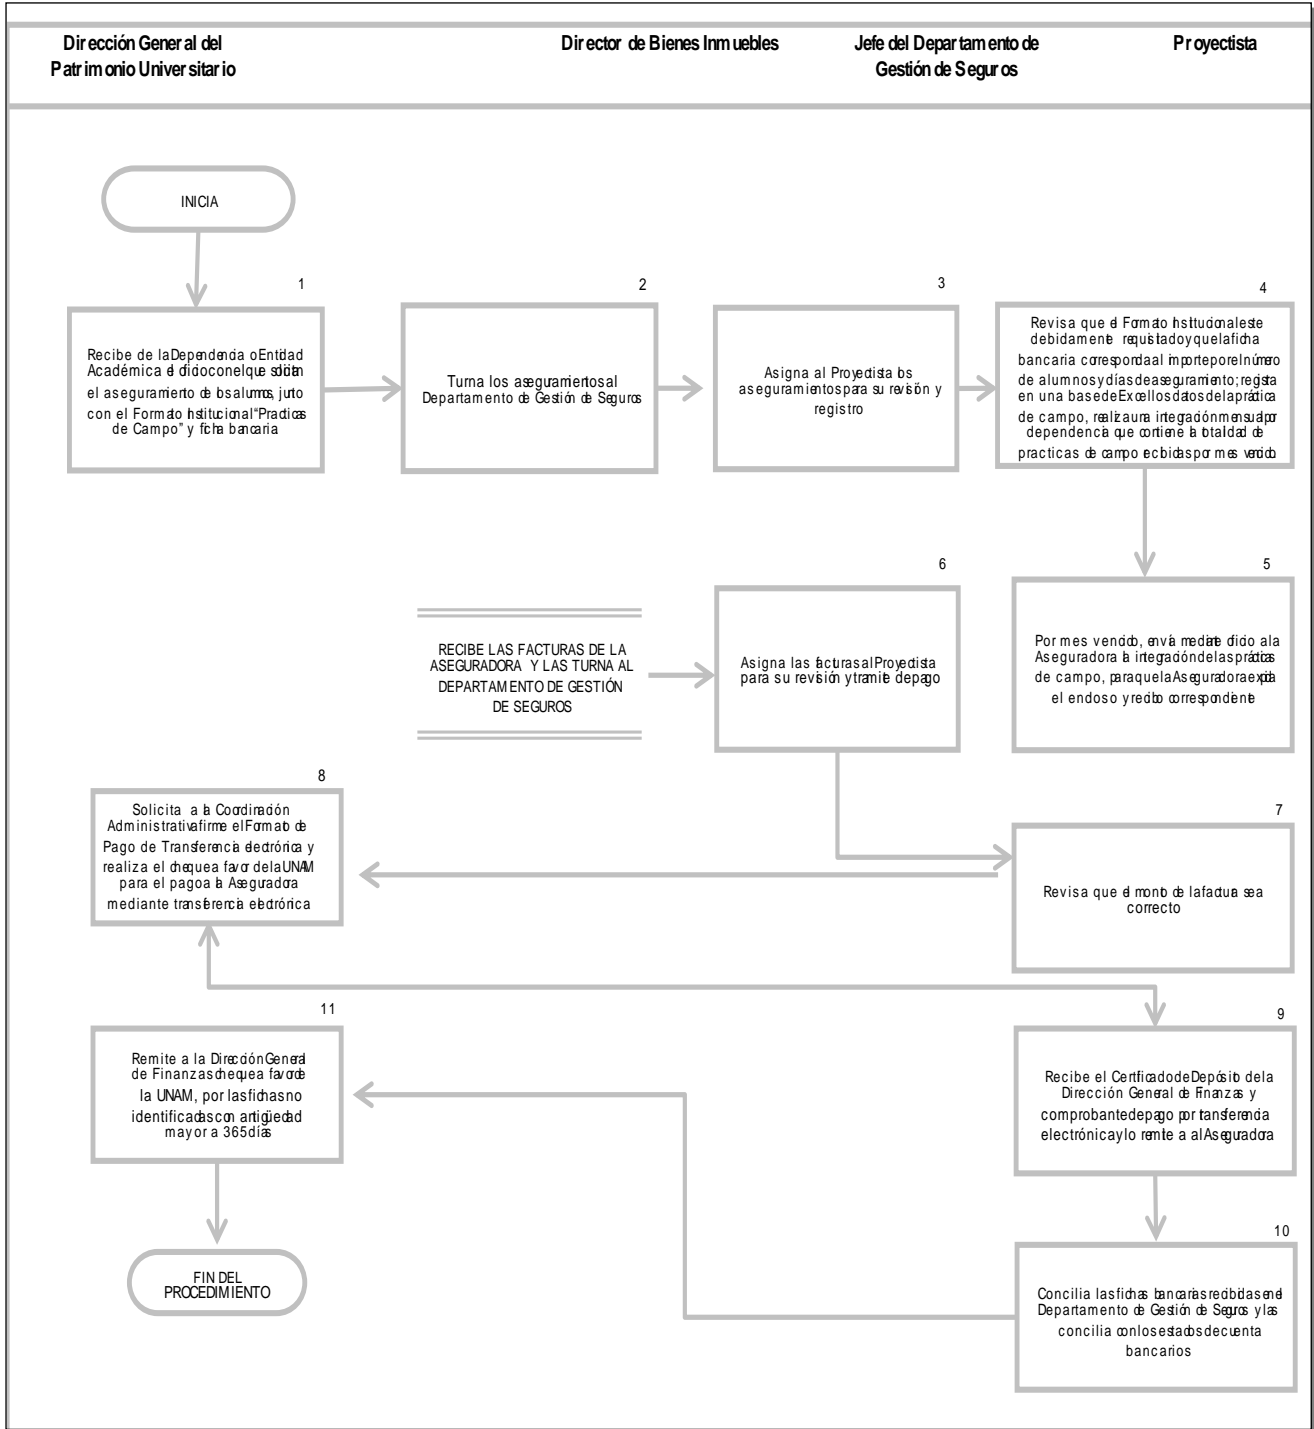 Dirección General del
Patrimonio Universitario
Director de Bienes Inmuebles
Jefe del Departamento de
Gestión de Seguros
Proyectista
INICIA
1
Recibe de la Dependencia o Entidad
Académica el oficio con el que solicitan
el aseguramiento de los alumnos, junto
con el Formato Institucional "Practicas
de Campo" y ficha bancaria
2
Turna los aseguramientos al
Departamento de Gestión de Seguros
3
Asigna al Proyectista los
aseguramientos para su revisión y
registro
4
Revisa que el Formato Institucional este
debidamente requisitado y que la ficha
bancaria corresponda al importe por el número
de alumnos y días de aseguramiento; registra
en una base de Excel los datos de la práctica
de campo, realiza una integración mensual por
dependencia que contiene la totalidad de
practicas de campo recibidas por mes vencido.
5
Por mes vencido, envía mediante oficio a la
Aseguradora la integración de las prácticas
de campo, para que la Aseguradora expida
el endoso y recibo correspondiente
6
RECIBE LAS FACTURAS DE LA
ASEGURADORA Y LAS TURNA AL
DEPARTAMENTO DE GESTIÓN
DE SEGUROS
Asigna las facturas al Proyectista
para su revisión y tramite de pago
7
Revisa que el monto de la factura sea
correcto
8
Solicita a la Coordinación
Administrativa firme el Formato de
Pago de Transferencia electrónica y
realiza el cheque a favor de la UNAM
para el pago a la Aseguradora
mediante transferencia electrónica
9
Recibe el Certificado de Depósito de la
Dirección General de Finanzas y
comprobante de pago por transferencia
electrónica y lo remite a al Aseguradora
10
Concilia las fichas bancarias recibidas en el
Departamento de Gestión de Seguros y las
concilia con los estados de cuenta
bancarios
11
Remite a la Dirección General
de Finanzas cheque a favor de
la UNAM, por las fichas no
identificadas con antigüedad
mayor a 365 días
FIN DEL
PROCEDIMIENTO